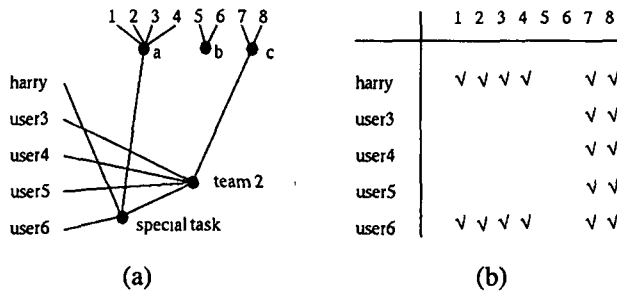 1 2 3 4 5 6 7 8
a b c
harry
user3
user4
user5
user6
team 2
special task
(a)
1 2 3 4 5 6 7 8
harry √ √ √ √ √ √
user3 √ √
user4 √ √
user5 √ √
user6 √ √ √ √ √ √
(b)